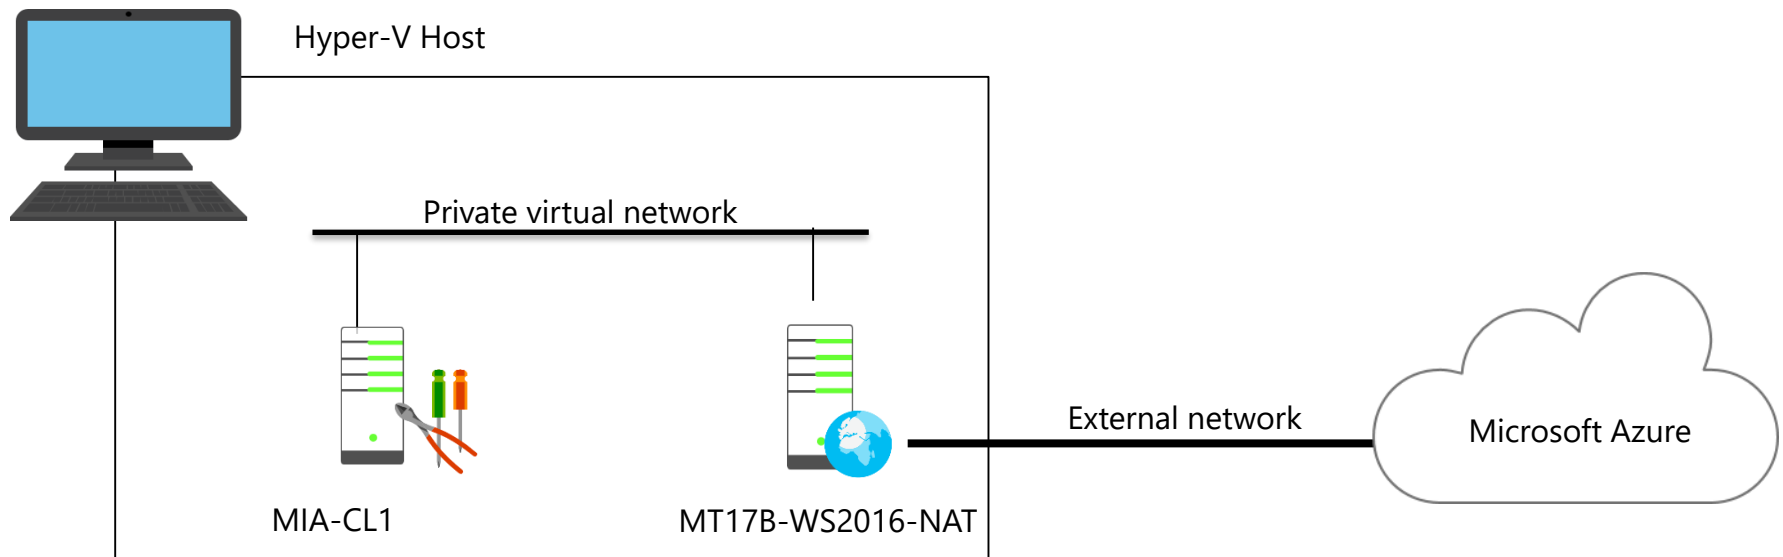 Hyper-V Host
Private virtual network
External network
Microsoft Azure
MIA-CL1
MT17B-WS2016-NAT